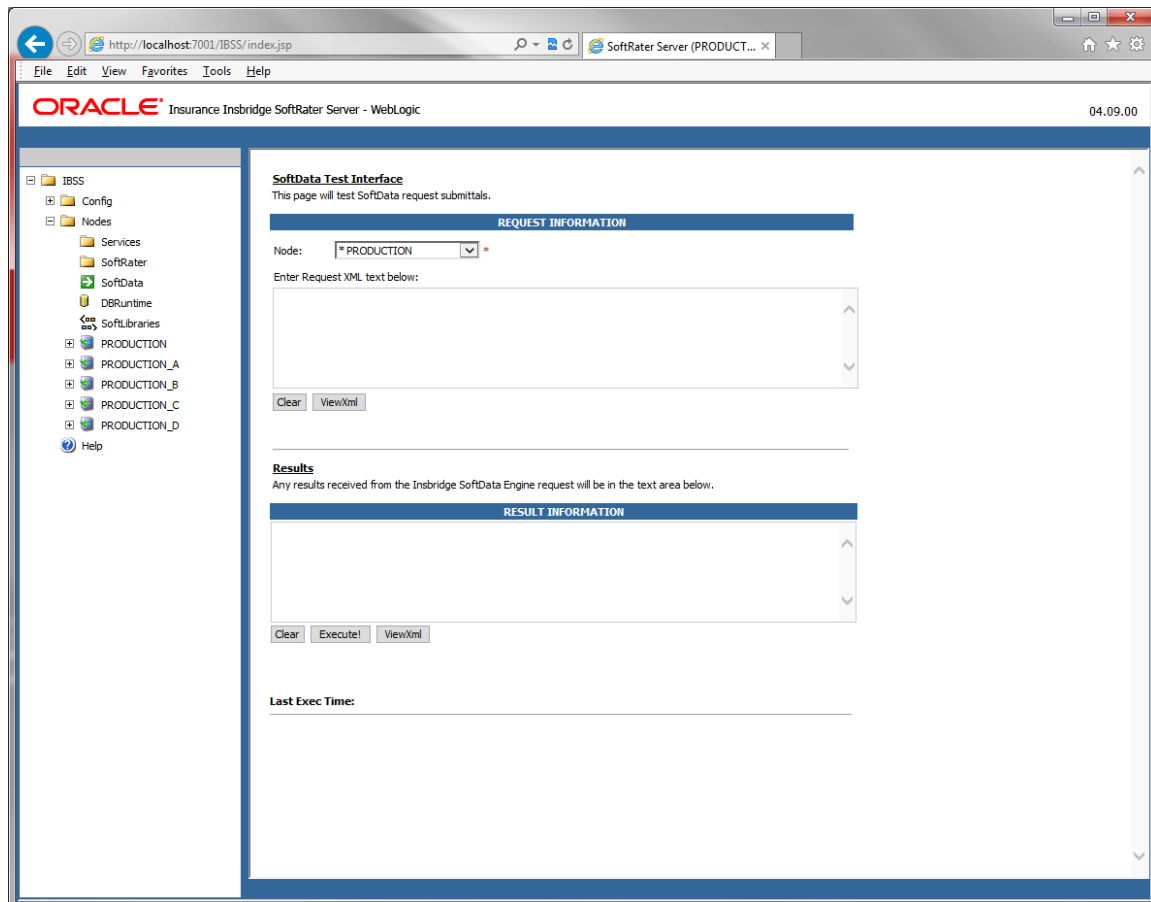 http://localhost:7001/IBSS/index.jsp
SoftRater Server (PRODUCT...
File Edit View Favorites Tools Help
ORACLE® Insurance Insbridge SoftRater Server - WebLogic
04.09.00
IBSS
Config
Nodes
Services
SoftRater
SoftData
DBRuntime
SoftLibraries
PRODUCTION
PRODUCTION_A
PRODUCTION_B
PRODUCTION_C
PRODUCTION_D
Help
SoftData Test Interface
This page will test SoftData request submittals.
REQUEST INFORMATION
Node: * PRODUCTION *
Enter Request XML text below:
Clear ViewXml
Results
Any results received from the Insbridge SoftData Engine request will be in the text area below.
RESULT INFORMATION
Clear Execute! ViewXml
Last Exec Time: